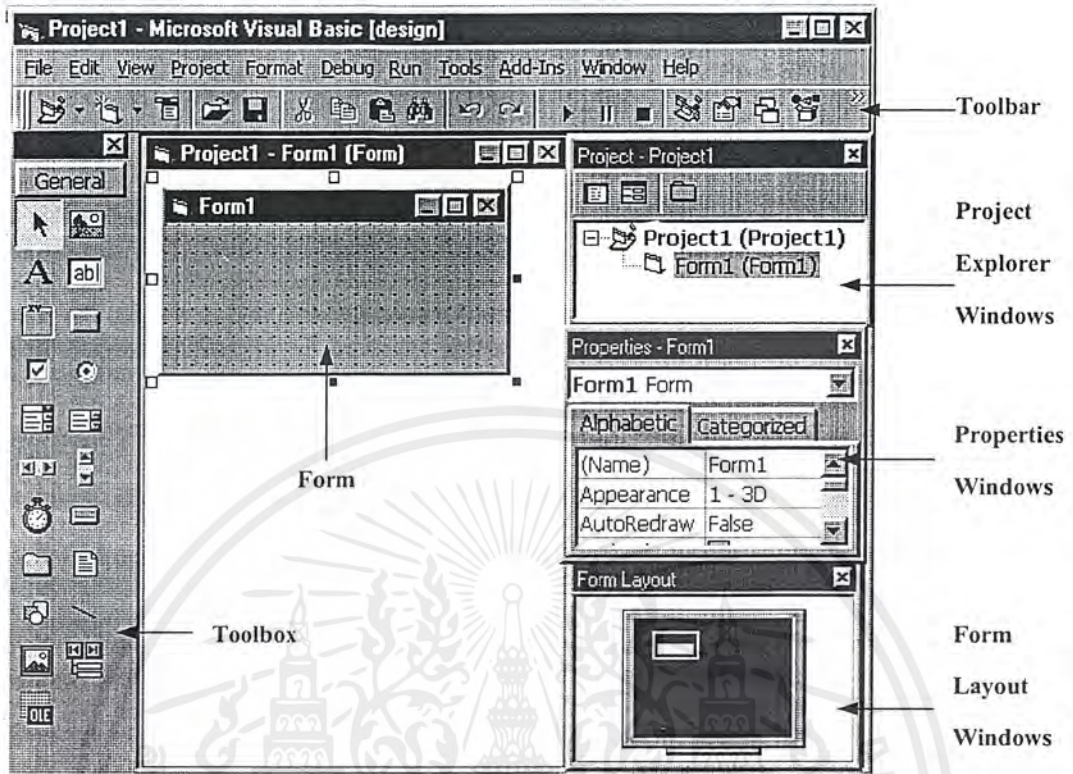 Project1 - Microsoft Visual Basic [design]
File Edit View Project Format Debug Run Tools Add-Ins Window Help
Toolbar
General
Project1 - Form1 (Form)
Form1
Form
Toolbox
A
abl
XY
OLE
Project - Project1
Project1 (Project1)
Form1 (Form1)
Project
Explorer
Windows
Properties - Form1
Form1 Form
Alphabetic Categorized
(Name) Form1
Appearance 1 - 3D
AutoRedraw False
Properties
Windows
Form Layout
Form
Layout
Windows